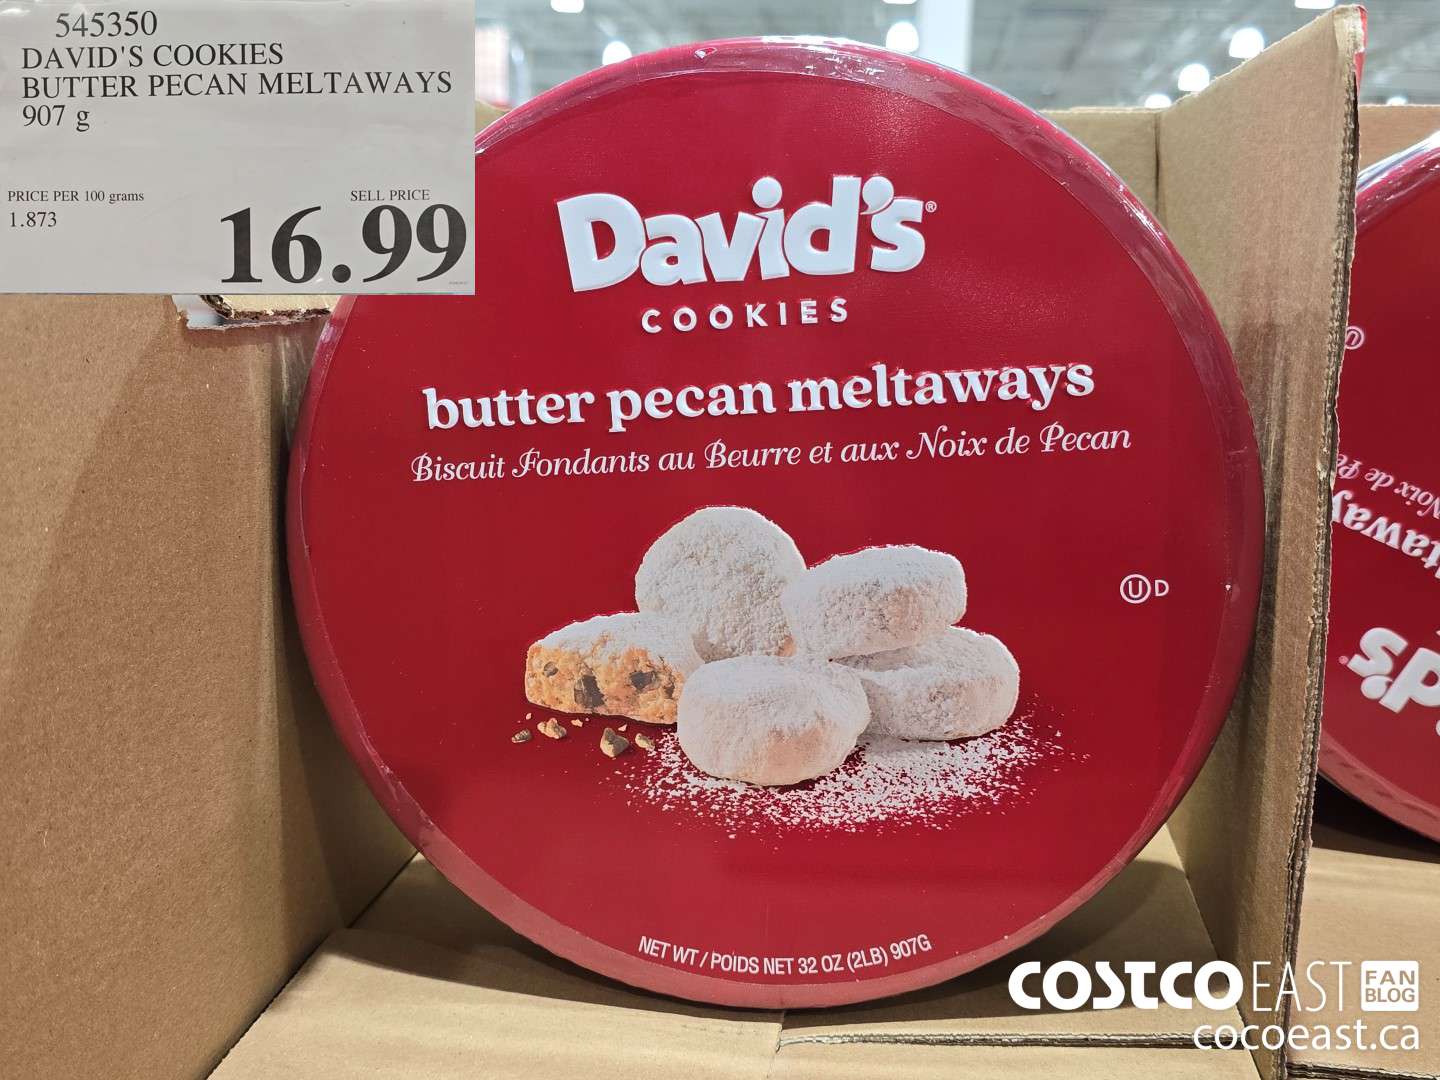 545350
DAVID'S COOKIES
BUTTER PECAN MELTAWAYS
907 g
PRICE PER 100 grams
1.873
SELL PRICE
16.99
David's®
COOKIES
butter pecan meltaways
Biscuit Fondants au Beurre et aux Noix de Pecan
Ⓤ D
NET WT / POIDS NET 32 OZ (2LB) 907G
COSTCO EAST FAN BLOG
cocoeast.ca